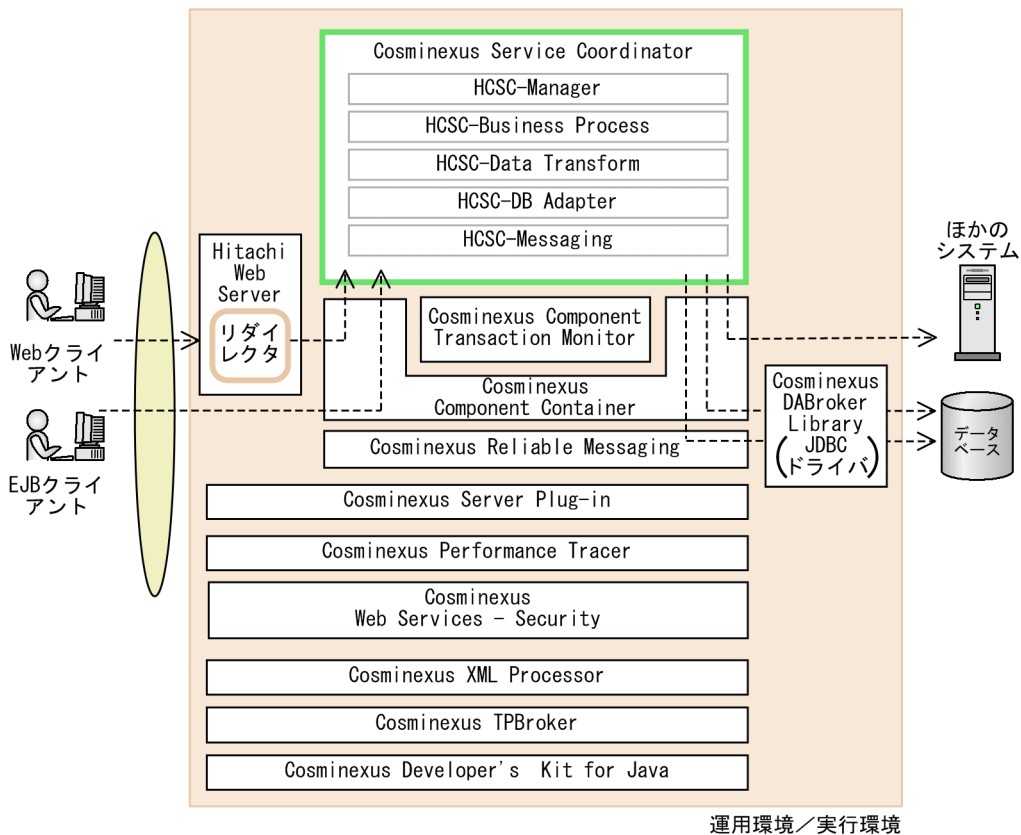 Cosminexus Service Coordinator
HCSC-Manager
HCSC-Business Process
HCSC-Data Transform
HCSC-DB Adapter
HCSC-Messaging
Hitachi
Web
Server
リダイ
レクタ
Webクライ
アント
EJBクライ
アント
Cosminexus Component
Transaction Monitor
Cosminexus
Component Container
Cosminexus Reliable Messaging
ほかの
システム
Cosminexus
DABroker
Library
(JDBC
ドライバ)
データ
ベース
Cosminexus Server Plug-in
Cosminexus Performance Tracer
Cosminexus
Web Services － Security
Cosminexus XML Processor
Cosminexus TPBroker
Cosminexus Developer's Kit for Java
運用環境／実行環境